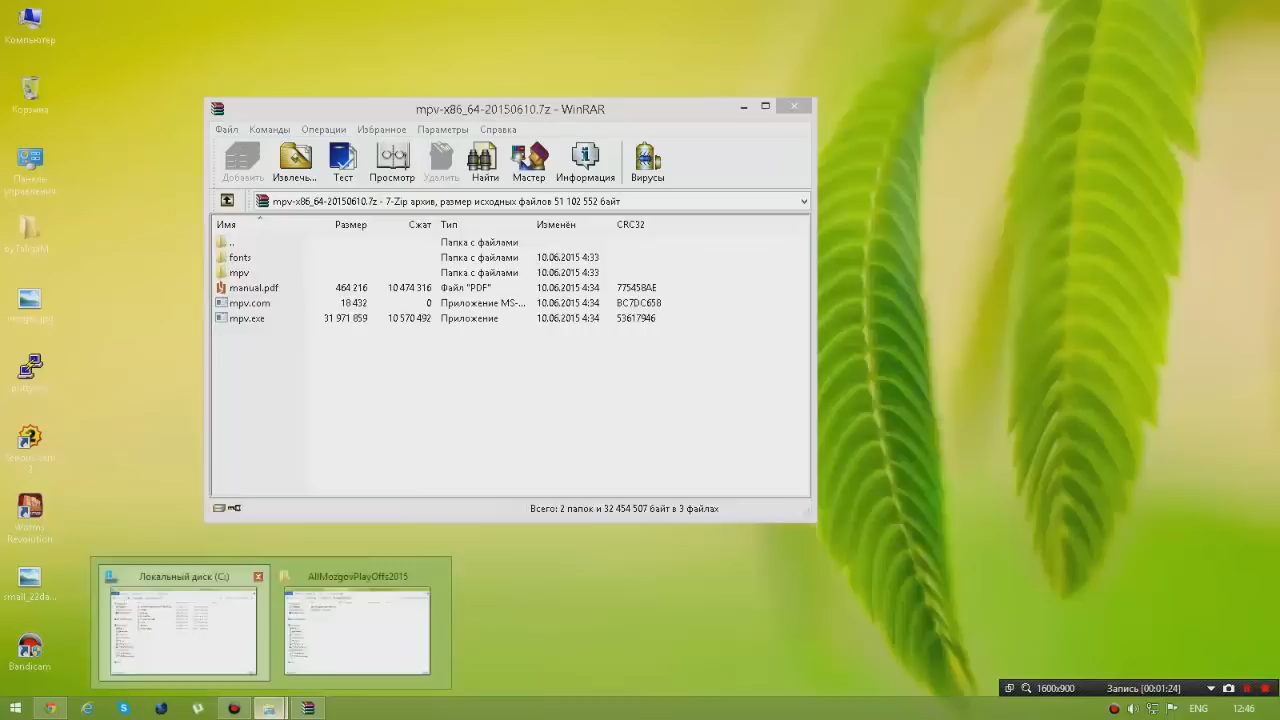 Компьютер
Корзина
Панель
управления
Worms
Revolution...
small_22da...
Bandicam
mpv-x86_64-20150610.7z - WinRAR
Файл Команды Операции Избранное Параметры Справка
Добавить Извлечь... Тест Просмотр Удалить Найти Мастер Информация Вирусы
mpv-x86_64-20150610.7z - 7-Zip архив, размер исходных файлов 51 102 552 байт
Имя Размер Сжат Тип Изменён CRC32
.. Папка с файлами
fonts Папка с файлами 10.06.2015 4:33
mpv Папка с файлами 10.06.2015 4:33
manual.pdf 464 216 10 474 316 Файл "PDF" 10.06.2015 4:34 775458AE
mpv.com 18 432 0 Приложение MS-... 10.06.2015 4:34 BC7DC65B
mpv.exe 31 971 859 10 570 492 Приложение 10.06.2015 4:34 53617946
Всего: 2 папок и 32 454 507 байт в 3 файлах
Локальный диск (C:) AllMozgovPlayOffs2015
1600x900 Запись [00:01:24]
ENG 12:46